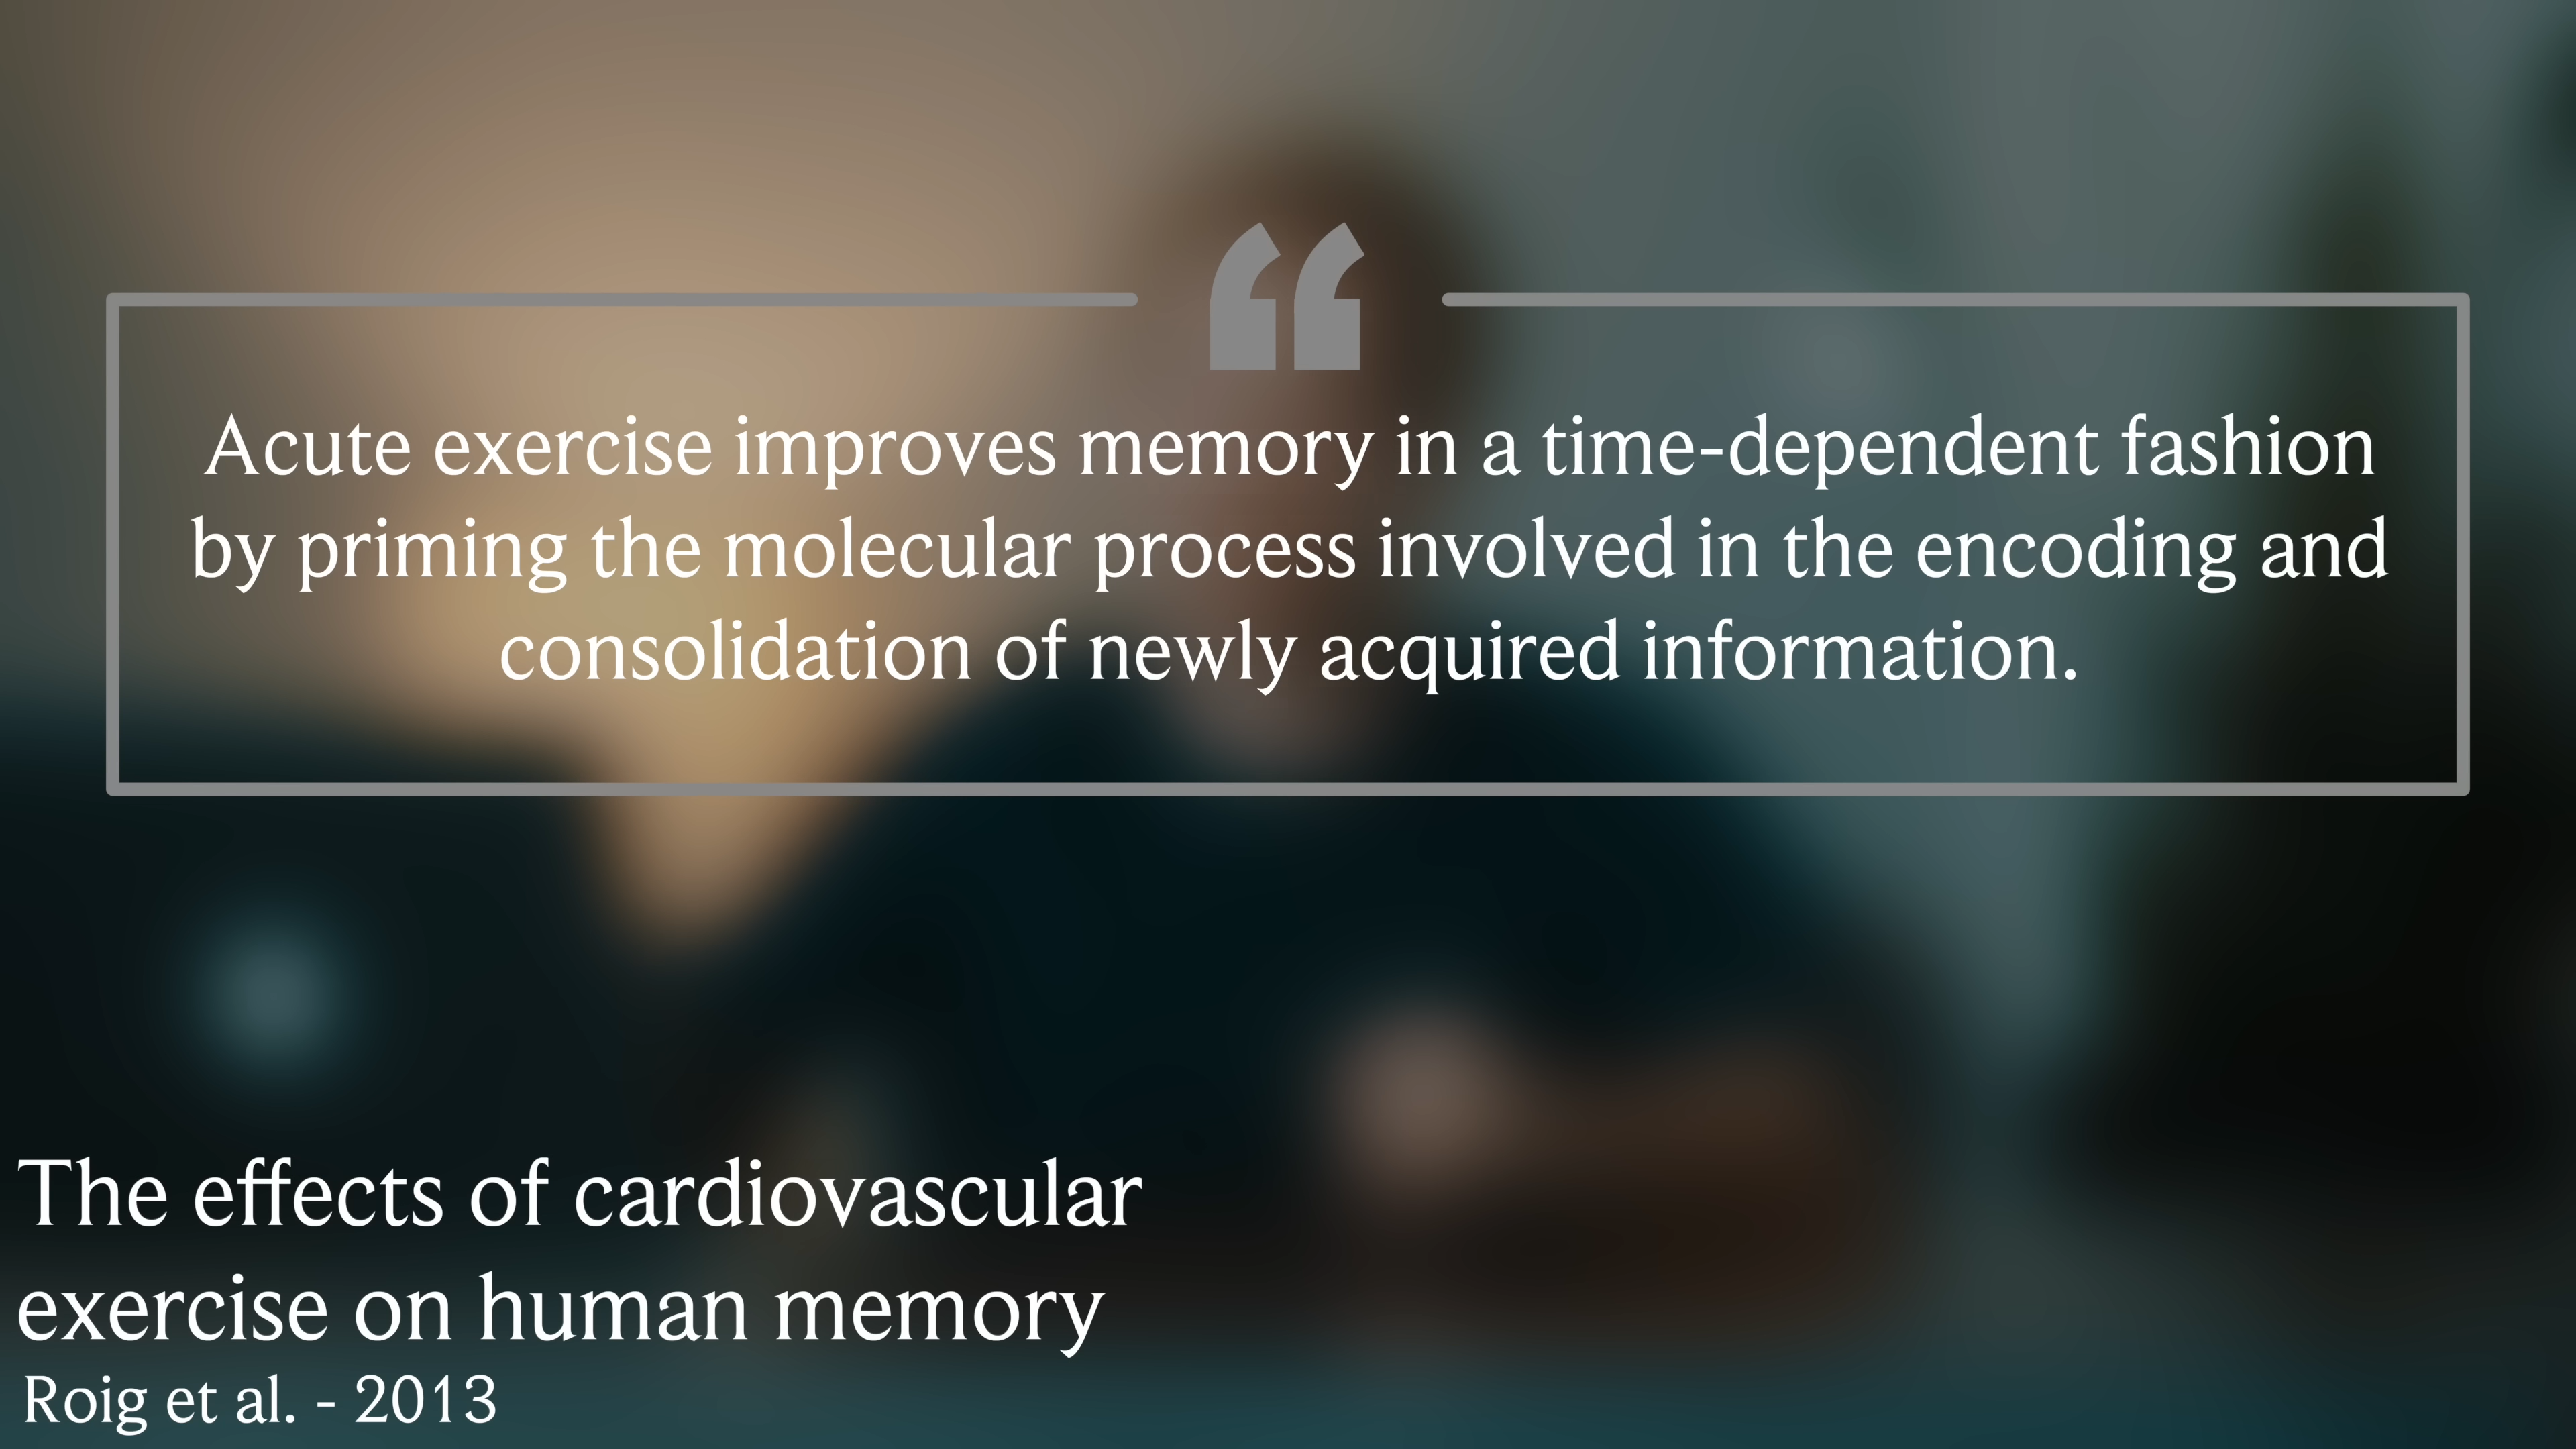 “
Acute exercise improves memory in a time-dependent fashion
by priming the molecular process involved in the encoding and
consolidation of newly acquired information.
The effects of cardiovascular
exercise on human memory
Roig et al. - 2013